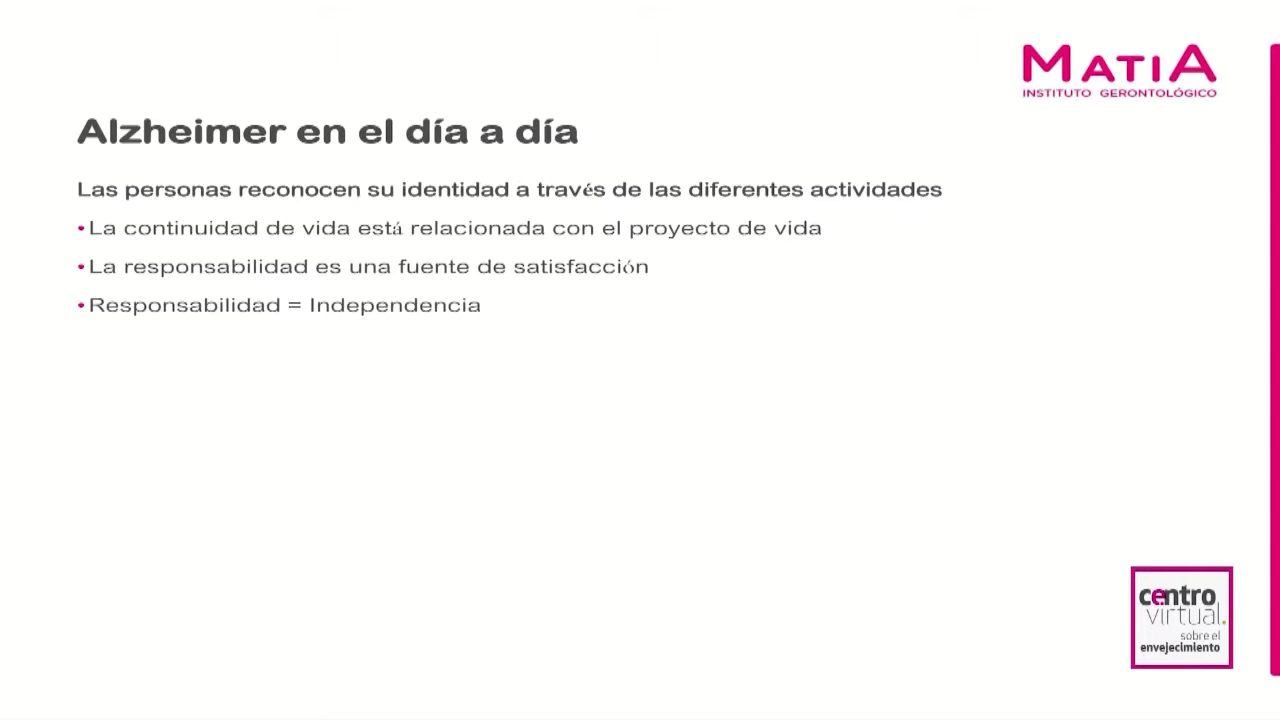 MATIA
INSTITUTO GERONTOLÓGICO
Alzheimer en el día a día
Las personas reconocen su identidad a través de las diferentes actividades
•La continuidad de vida está relacionada con el proyecto de vida
•La responsabilidad es una fuente de satisfacción
•Responsabilidad = Independencia
centro
virtual.
sobre el
envejecimiento